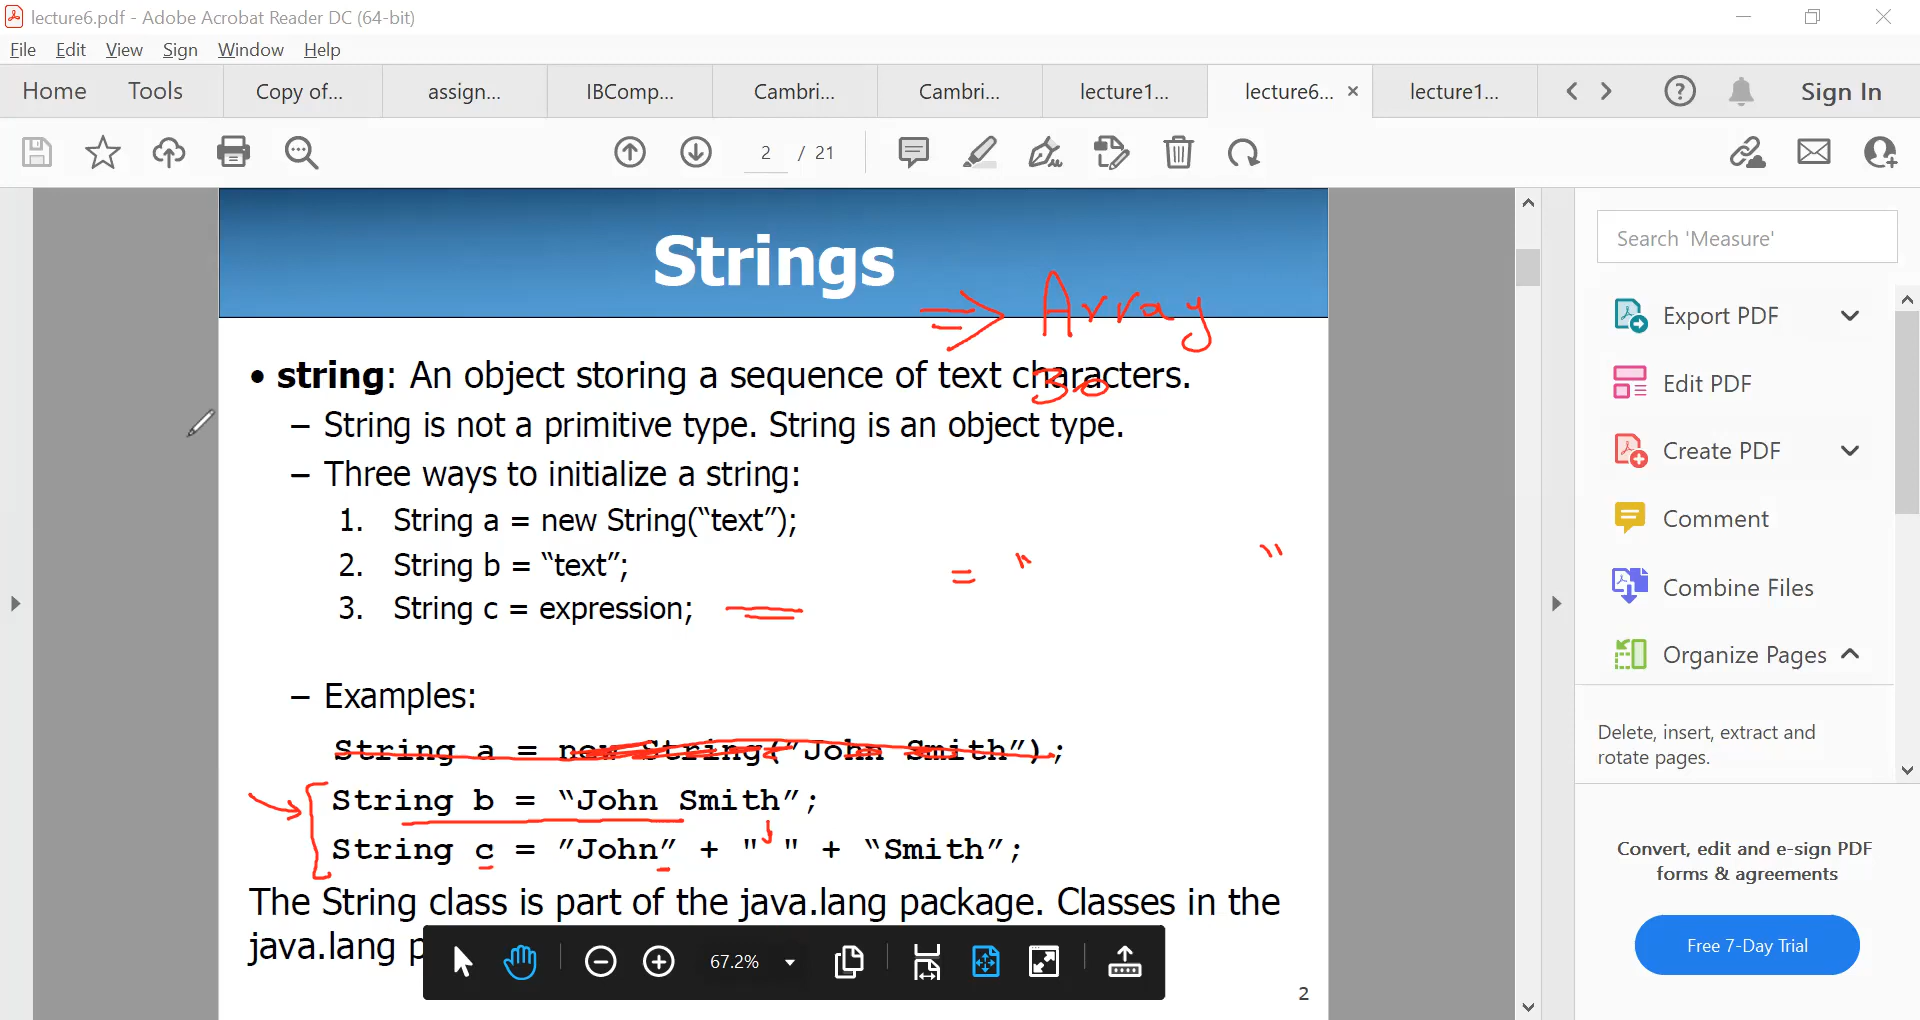 lecture6.pdf - Adobe Acrobat Reader DC (64-bit)
File Edit View Sign Window Help
Home Tools Copy of... assign... IBComp... Cambri... Cambri... lecture1... lecture6... × lecture1... Sign In
2 / 21
Strings
⇒ Array
30
• string: An object storing a sequence of text characters.
– String is not a primitive type. String is an object type.
– Three ways to initialize a string:
1. String a = new String(“text”);
2. String b = “text”;
= " "
3. String c = expression;
– Examples:
String a = new String(”John Smith”);
String b = “John Smith”;
String c = ”John” + " " + “Smith”;
The String class is part of the java.lang package. Classes in the
java.lang p
67.2%
2
Search 'Measure'
Export PDF
Edit PDF
Create PDF
Comment
Combine Files
Organize Pages
Delete, insert, extract and
rotate pages.
Convert, edit and e-sign PDF
forms & agreements
Free 7-Day Trial